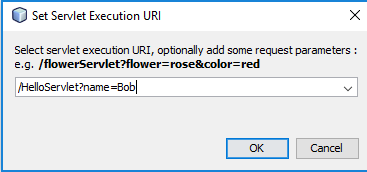 Set Servlet Execution URI
Select servlet execution URI, optionally add some request parameters :
e.g. /flowerServlet?flower=rose&color=red
/HelloServlet?name=Bob
OK Cancel